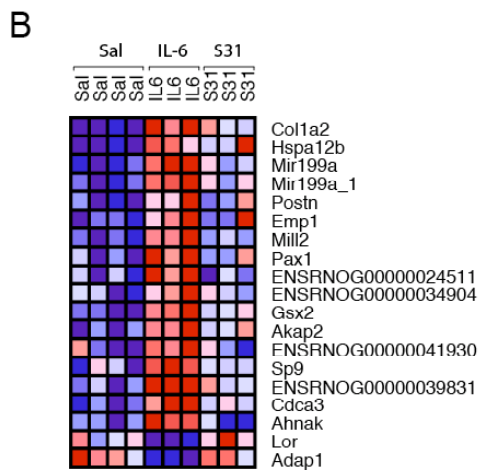 B
Sal IL-6 S31
Sal Sal Sal Sal IL6 IL6 IL6 S31 S31 S31
Col1a2
Hspa12b
Mir199a
Mir199a_1
Postn
Emp1
Mill2
Pax1
ENSRNOG00000024511
ENSRNOG00000034904
Gsx2
Akap2
ENSRNOG00000041930
Sp9
ENSRNOG00000039831
Cdca3
Ahnak
Lor
Adap1